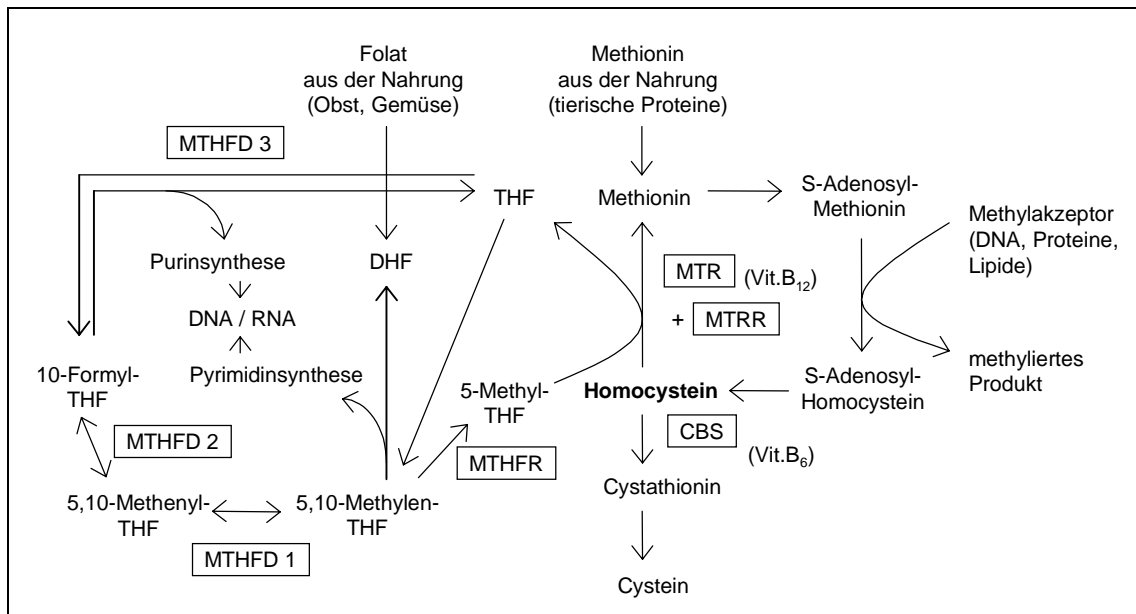 Folat
aus der Nahrung
(Obst, Gemüse)
Methionin
aus der Nahrung
(tierische Proteine)
MTHFD 3
THF
Methionin
S-Adenosyl-
Methionin
Methylakzeptor
(DNA, Proteine,
Lipide)
Purinsynthese
DHF
MTR
(Vit.B12)
+ MTRR
DNA / RNA
10-Formyl-
THF
Pyrimidinsynthese
5-Methyl-
THF
Homocystein
S-Adenosyl-
Homocystein
methyliertes
Produkt
MTHFD 2
MTHFR
CBS
(Vit.B6)
5,10-Methenyl-
THF
5,10-Methylen-
THF
Cystathionin
MTHFD 1
Cystein